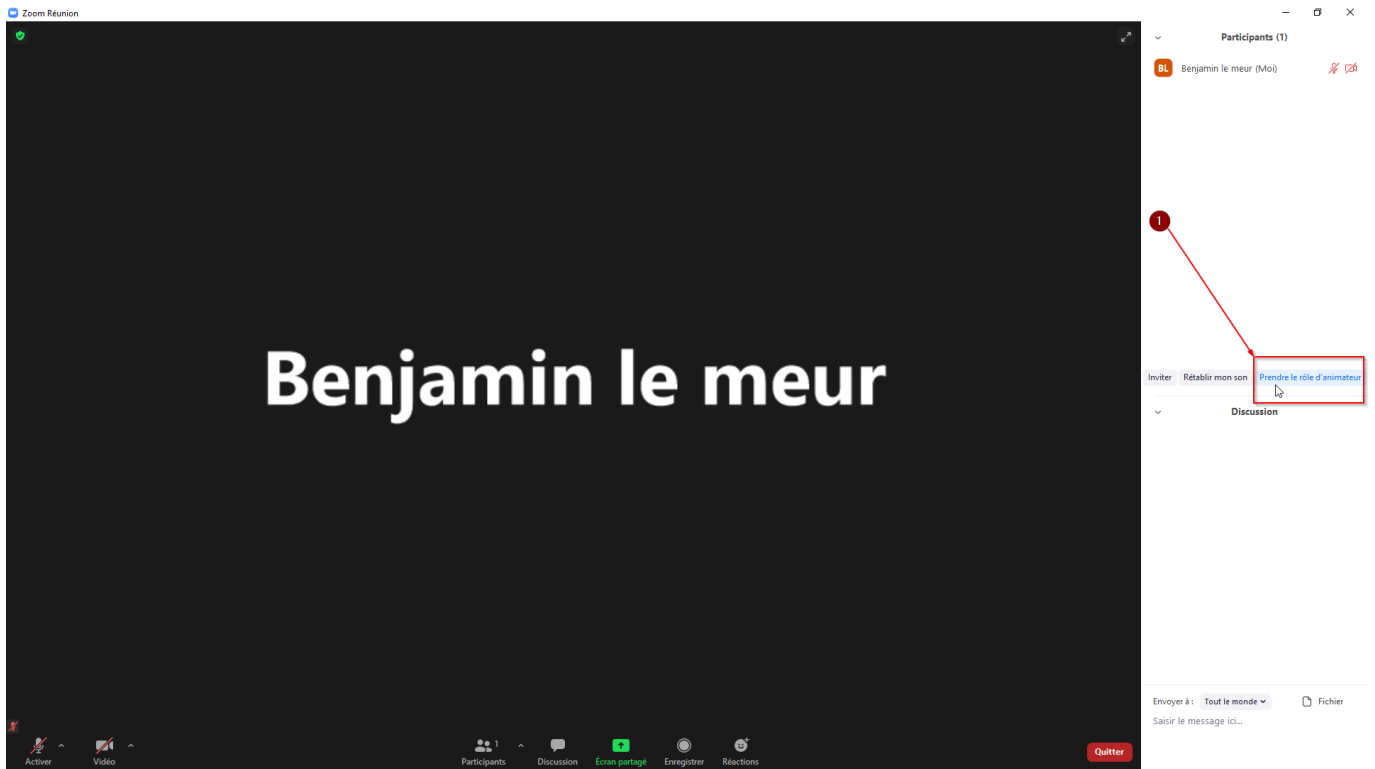 Zoom Réunion
Participants (1)
BL Benjamin le meur (Moi)
1
Benjamin le meur
Inviter Rétablir mon son Prendre le rôle d'animateur
Discussion
Envoyer à : Tout le monde Fichier
Saisir le message ici...
Activer Vidéo Participants 1 Discussion Écran partagé Enregistrer Réactions Quitter